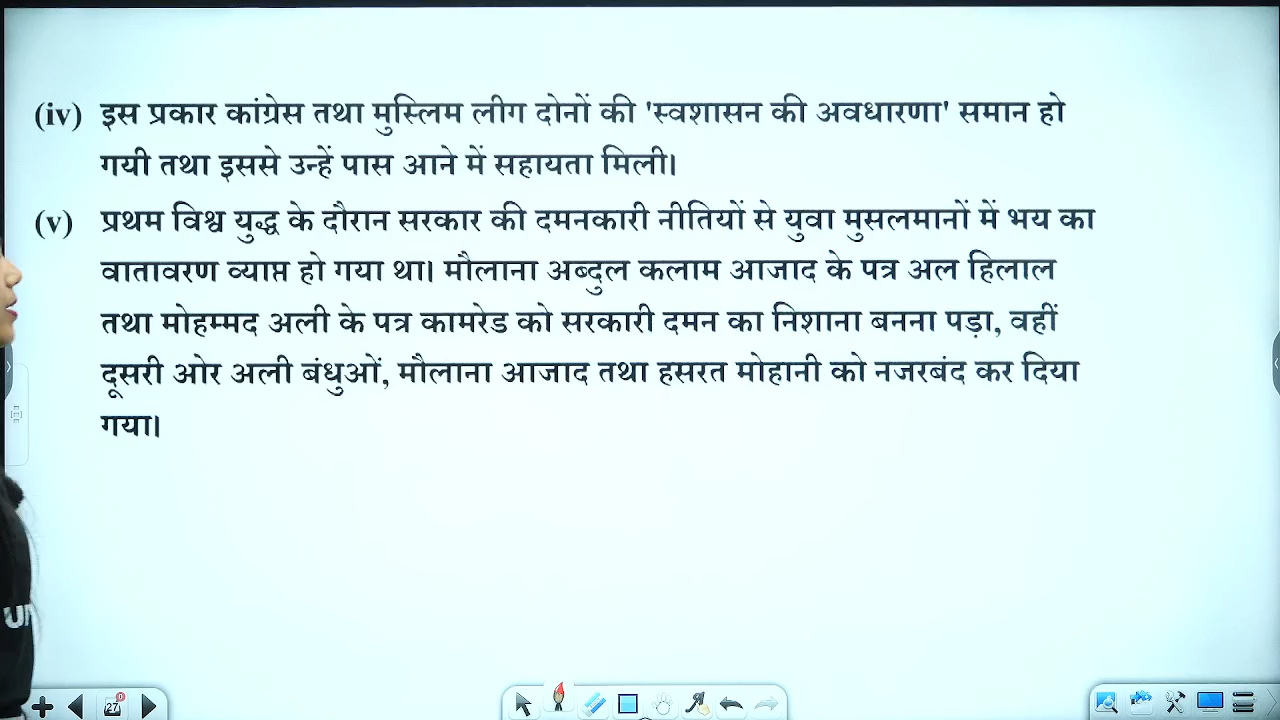 (iv) इस प्रकार कांग्रेस तथा मुस्लिम लीग दोनों की 'स्वशासन की अवधारणा' समान हो
गयी तथा इससे उन्हें पास आने में सहायता मिली।
(v) प्रथम विश्व युद्ध के दौरान सरकार की दमनकारी नीतियों से युवा मुसलमानों में भय का
वातावरण व्याप्त हो गया था। मौलाना अब्दुल कलाम आजाद के पत्र अल हिलाल
तथा मोहम्मद अली के पत्र कामरेड को सरकारी दमन का निशाना बनना पड़ा, वहीं
दूसरी ओर अली बंधुओं, मौलाना आजाद तथा हसरत मोहानी को नजरबंद कर दिया
गया।
27